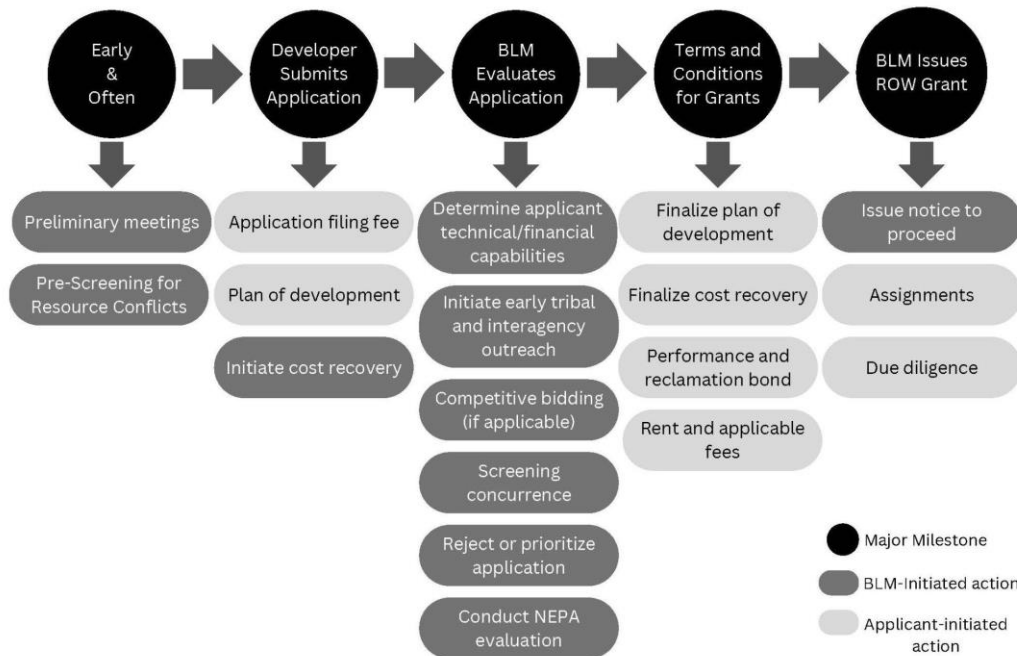 Early
&
Often
Developer
Submits
Application
BLM
Evaluates
Application
Terms and
Conditions
for Grants
BLM Issues
ROW Grant
Preliminary meetings
Pre-Screening for
Resource Conflicts
Application filing fee
Plan of development
Initiate cost recovery
Determine applicant
technical/financial
capabilities
Initiate early tribal
and interagency
outreach
Competitive bidding
(if applicable)
Screening
concurrence
Reject or prioritize
application
Conduct NEPA
evaluation
Finalize plan of
development
Finalize cost recovery
Performance and
reclamation bond
Rent and applicable
fees
Issue notice to
proceed
Assignments
Due diligence
Major Milestone
BLM-Initiated action
Applicant-initiated
action